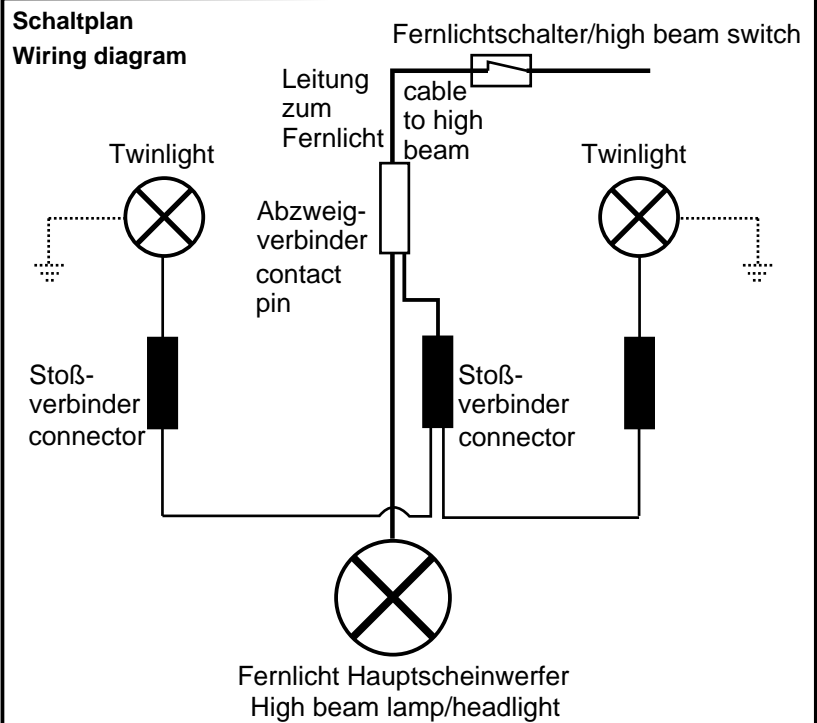 Schaltplan
Wiring diagram
Fernlichtschalter/high beam switch
Leitung
zum
Fernlicht
cable
to high
beam
Twinlight
Twinlight
Abzweig-
verbinder
contact
pin
Stoß-
verbinder
connector
Stoß-
verbinder
connector
Fernlicht Hauptscheinwerfer
High beam lamp/headlight